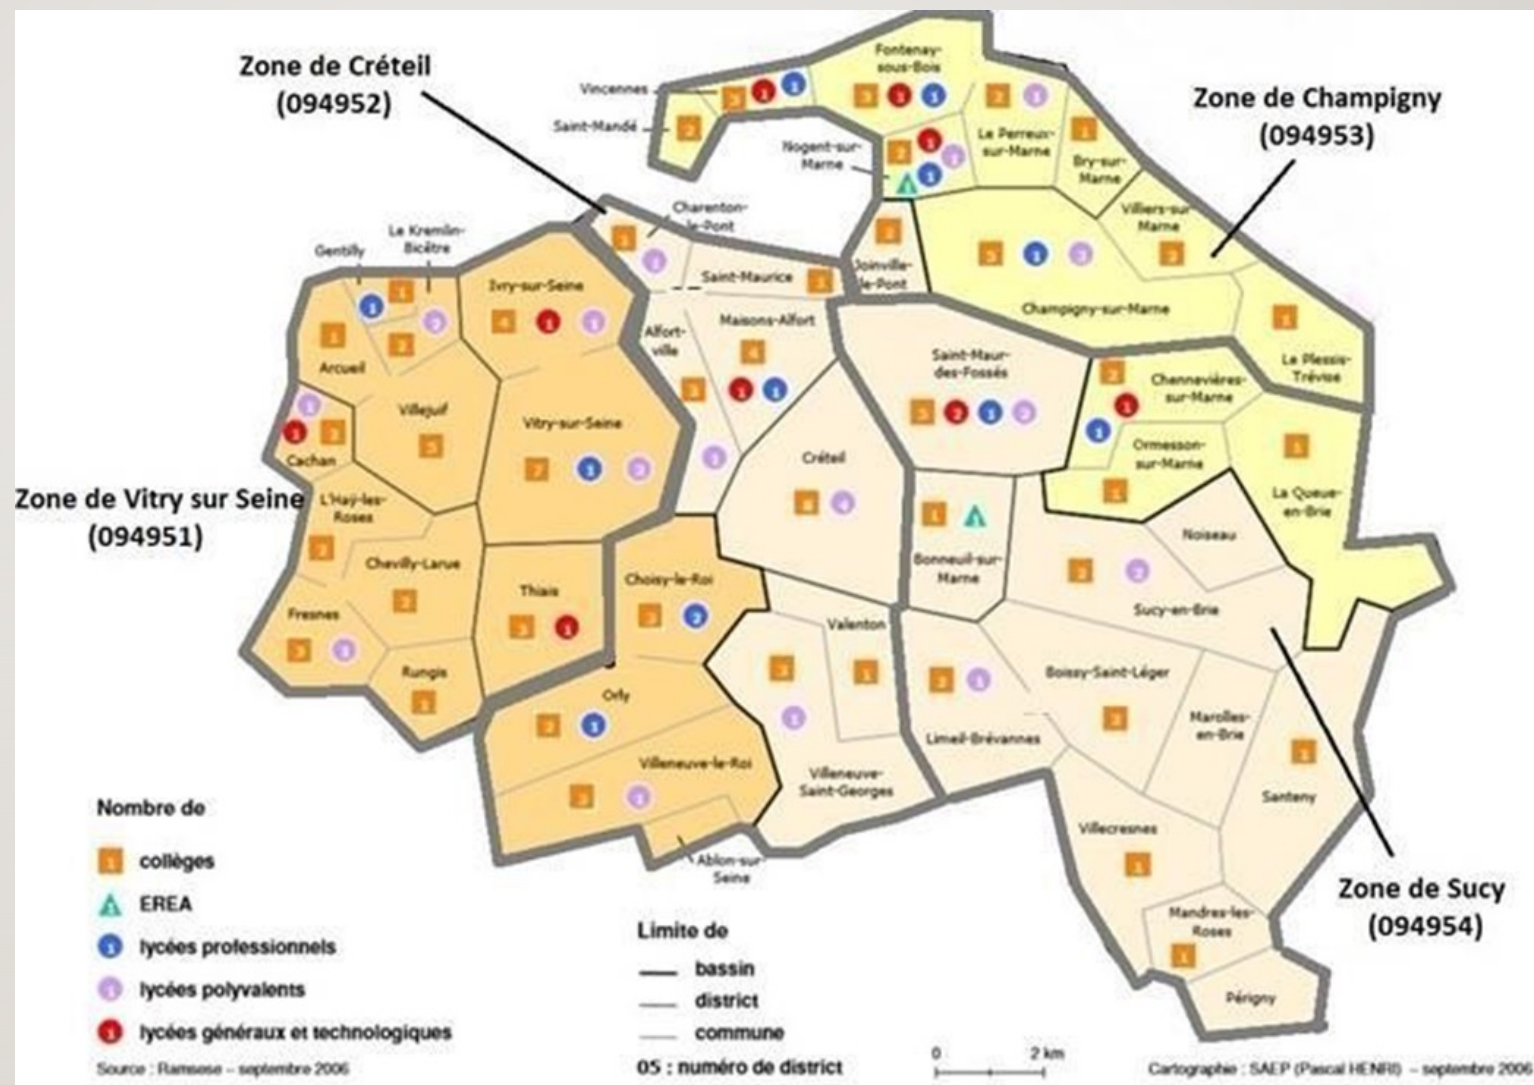 Zone de Créteil
(094952)
Zone de Champigny
(094953)
Zone de Vitry sur Seine
(094951)
Zone de Sucy
(094954)
Vincennes
Saint-Mandé
Fontenay-
sous-Bois
Nogent-sur-
Marne
Le Perreux-
sur-Marne
Bry-sur-
Marne
Villiers-sur
Marne
Champigny-sur-Marne
Le Plessis-
Trévise
Joinville-
le-Pont
Charenton-
le-Pont
Saint-Maurice
Gentilly
Le Kremlin-
Bicêtre
Ivry-sur-Seine
Arcueil
Villejuif
Vitry-sur-Seine
Cachan
L'Haÿ-les-
Roses
Chevilly-Larue
Fresnes
Rungis
Thiais
Choisy-le-Roi
Orly
Villeneuve-le-Roi
Ablon-sur-
Seine
Alfort-
ville
Maisons-Alfort
Créteil
Saint-Maur-
des-Fossés
Chennevières-
sur-Marne
Ormesson-
sur-Marne
La Queue-
en-Brie
Bonneuil-sur-
Marne
Noiseau
Sucy-en-Brie
Valenton
Villeneuve-
Saint-Georges
Limeil-Brévannes
Boissy-Saint-Léger
Marolles-
en-Brie
Santeny
Villecresnes
Mandres-les-
Roses
Périgny
Nombre de
1 collèges
1 EREA
1 lycées professionnels
1 lycées polyvalents
1 lycées généraux et technologiques
Source : Ramsese – septembre 2006
Limite de
bassin
district
commune
05 : numéro de district
0 2 km
Cartographie : SAEP (Pascal HENRI) – septembre 2006